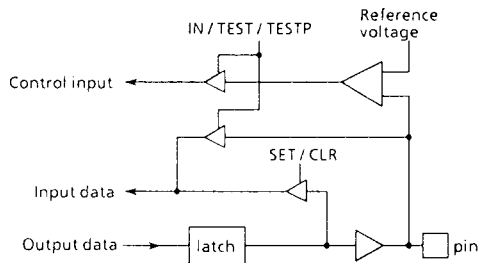 Reference
voltage
IN / TEST / TESTP
Control input
SET / CLR
Input data
Output data
latch
pin